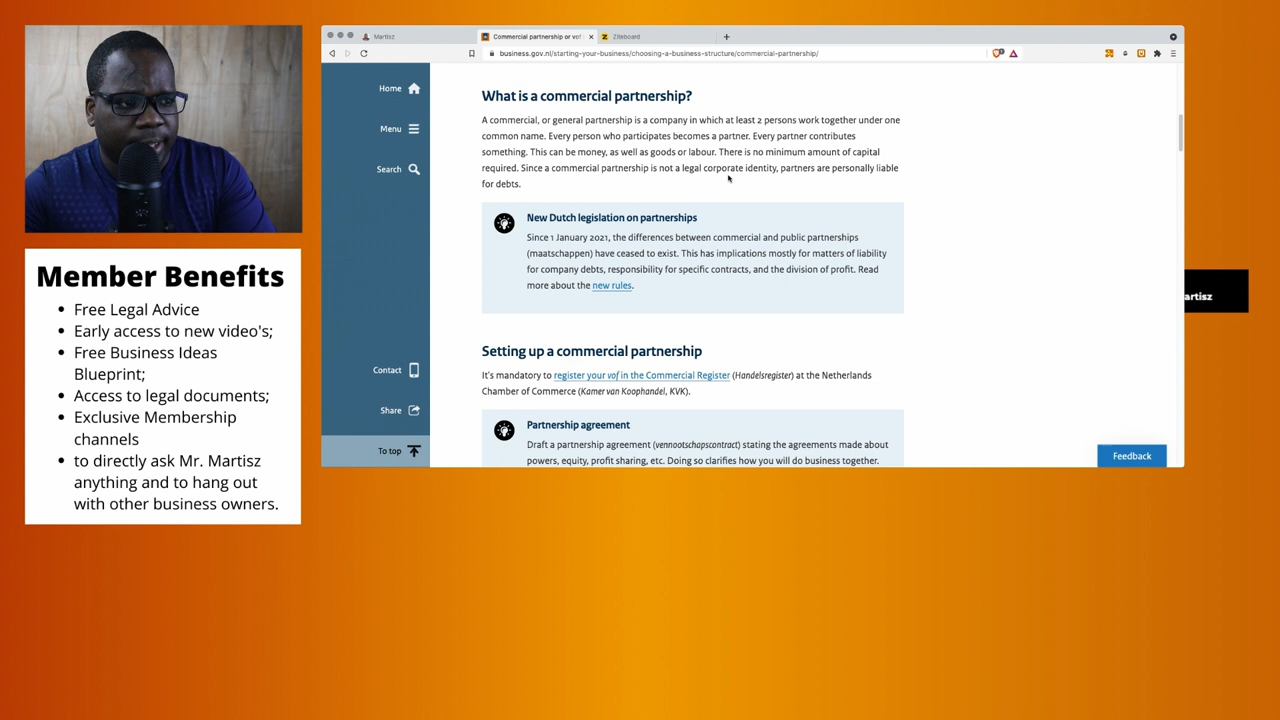 Member Benefits
Free Legal Advice
Early access to new video's;
Free Business Ideas
Blueprint;
Access to legal documents;
Exclusive Membership
channels
to directly ask Mr. Martisz
anything and to hang out
with other business owners.
Martisz
Commercial partnership or vof
Ziteboard
business.gov.nl/starting-your-business/choosing-a-business-structure/commercial-partnership/
Home
Menu
Search
Contact
Share
To top
What is a commercial partnership?
A commercial, or general partnership is a company in which at least 2 persons work together under one
common name. Every person who participates becomes a partner. Every partner contributes
something. This can be money, as well as goods or labour. There is no minimum amount of capital
required. Since a commercial partnership is not a legal corporate identity, partners are personally liable
for debts.
New Dutch legislation on partnerships
Since 1 January 2021, the differences between commercial and public partnerships
(maatschappen) have ceased to exist. This has implications mostly for matters of liability
for company debts, responsibility for specific contracts, and the division of profit. Read
more about the new rules.
Setting up a commercial partnership
It's mandatory to register your vof in the Commercial Register (Handelsregister) at the Netherlands
Chamber of Commerce (Kamer van Koophandel, KVK).
Partnership agreement
Draft a partnership agreement (vennootschapscontract) stating the agreements made about
powers, equity, profit sharing, etc. Doing so clarifies how you will do business together.
Feedback
artisz